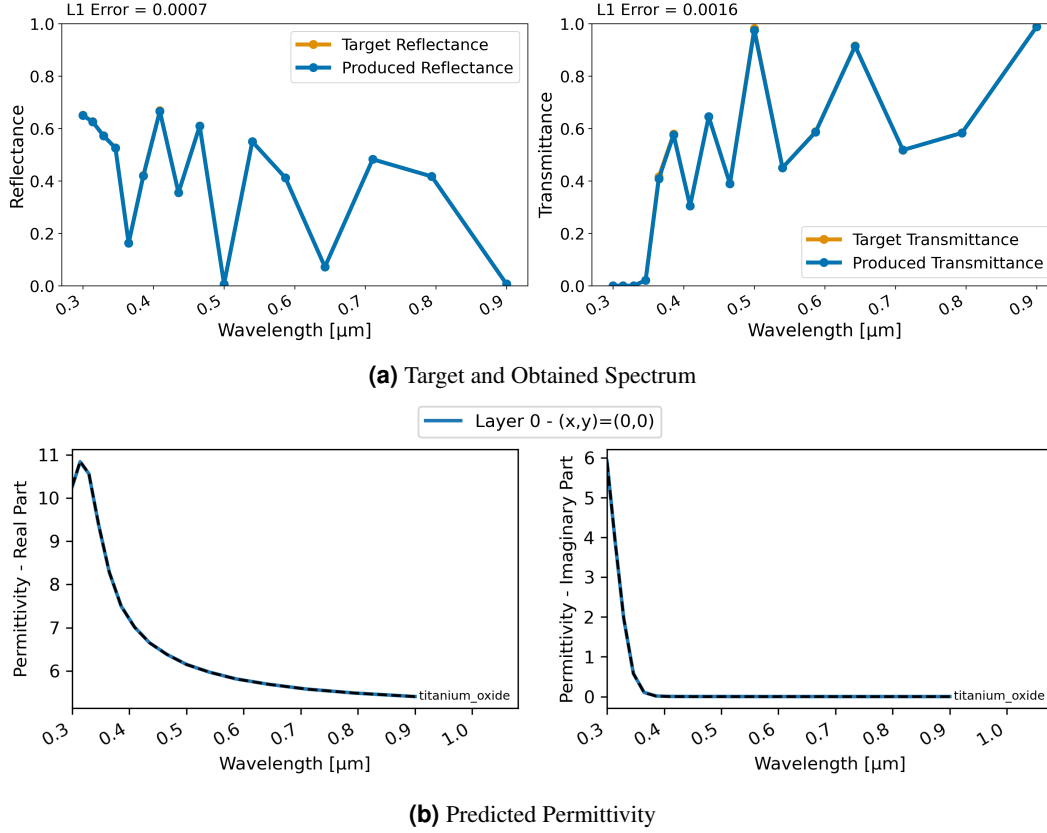 L1 Error = 0.0007
1.0
0.8
0.6
0.4
0.2
0.0
Reflectance
Target Reflectance
Produced Reflectance
0.3 0.4 0.5 0.6 0.7 0.8 0.9
Wavelength [μm]
L1 Error = 0.0016
1.0
0.8
0.6
0.4
0.2
0.0
Transmittance
Target Transmittance
Produced Transmittance
0.3 0.4 0.5 0.6 0.7 0.8 0.9
Wavelength [μm]
(a) Target and Obtained Spectrum
Layer 0 - (x,y)=(0,0)
11
10
9
8
7
6
Permittivity - Real Part
titanium_oxide
0.3 0.4 0.5 0.6 0.7 0.8 0.9 1.0
Wavelength [μm]
6
5
4
3
2
1
0
Permittivity - Imaginary Part
titanium_oxide
0.3 0.4 0.5 0.6 0.7 0.8 0.9 1.0
Wavelength [μm]
(b) Predicted Permittivity